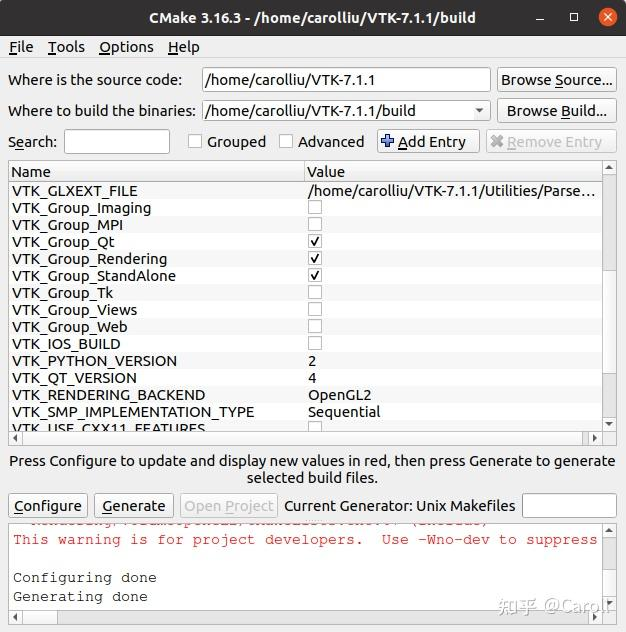 CMake 3.16.3 - /home/carolliu/VTK-7.1.1/build
File Tools Options Help
Where is the source code: /home/carolliu/VTK-7.1.1 Browse Source...
Where to build the binaries: /home/carolliu/VTK-7.1.1/build Browse Build...
Search: Grouped Advanced Add Entry Remove Entry
Name Value
VTK_GLXEXT_FILE /home/carolliu/VTK-7.1.1/Utilities/Parse...
VTK_Group_Imaging
VTK_Group_MPI
VTK_Group_Qt
VTK_Group_Rendering
VTK_Group_StandAlone
VTK_Group_Tk
VTK_Group_Views
VTK_Group_Web
VTK_IOS_BUILD
VTK_PYTHON_VERSION 2
VTK_QT_VERSION 4
VTK_RENDERING_BACKEND OpenGL2
VTK_SMP_IMPLEMENTATION_TYPE Sequential
VTK_USE_CXX11_FEATURES
Press Configure to update and display new values in red, then press Generate to generate
selected build files.
Configure Generate Open Project Current Generator: Unix Makefiles
This warning is for project developers. Use -Wno-dev to suppress
Configuring done
Generating done
知乎 @Caroll